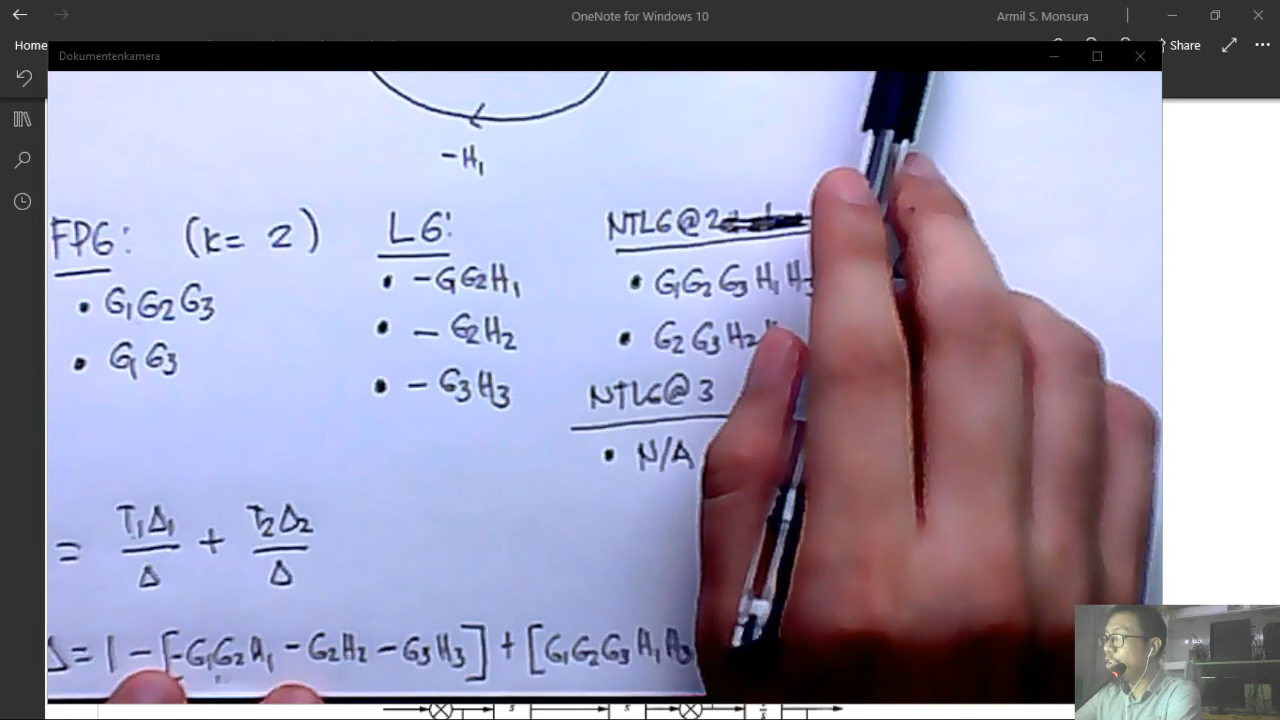 OneNote for Windows 10
Armil S. Monsura
Home
Share
Dokumentenkamera
-H₁
FPG: (k= 2)
• G₁G₂G₃
• G₁G₃
LG:
• -G₁G₂H₁
• - G₂H₂
• - G₃H₃
NTLG@2
• G₁G₂G₃H₁H₃
• G₂G₃H₂
NTLG@3
• N/A
= T₁Δ₁/Δ + T₂Δ₂/Δ
Δ = 1 - [-G₁G₂H₁ - G₂H₂ - G₃H₃] + [G₁G₂G₃H₁H₃